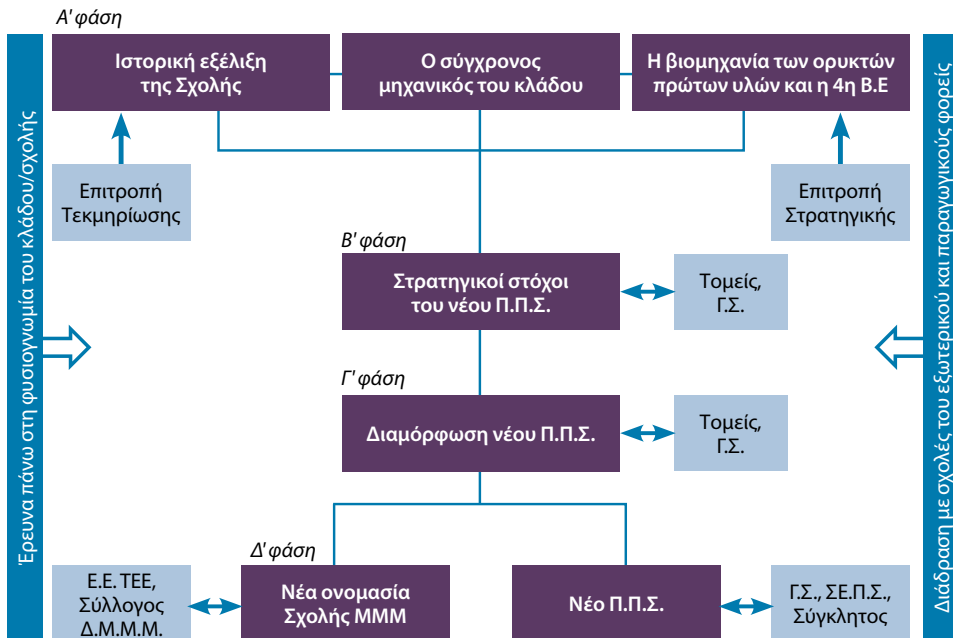 Α' φάση
Ιστορική εξέλιξη
της Σχολής
Ο σύγχρονος
μηχανικός του κλάδου
Η βιομηχανία των ορυκτών
πρώτων υλών και η 4η Β.Ε
Επιτροπή
Τεκμηρίωσης
Επιτροπή
Στρατηγικής
Β' φάση
Στρατηγικοί στόχοι
του νέου Π.Π.Σ.
Τομείς,
Γ.Σ.
Γ' φάση
Διαμόρφωση νέου Π.Π.Σ.
Τομείς,
Γ.Σ.
Δ' φάση
Ε.Ε. ΤΕΕ,
Σύλλογος
Δ.Μ.Μ.Μ.
Νέα ονομασία
Σχολής ΜΜΜ
Νέο Π.Π.Σ.
Γ.Σ., ΣΕ.Π.Σ.,
Σύγκλητος
Έρευνα πάνω στη φυσιογνωμία του κλάδου/σχολής
Διάδραση με σχολές του εξωτερικού και παραγωγικούς φορείς